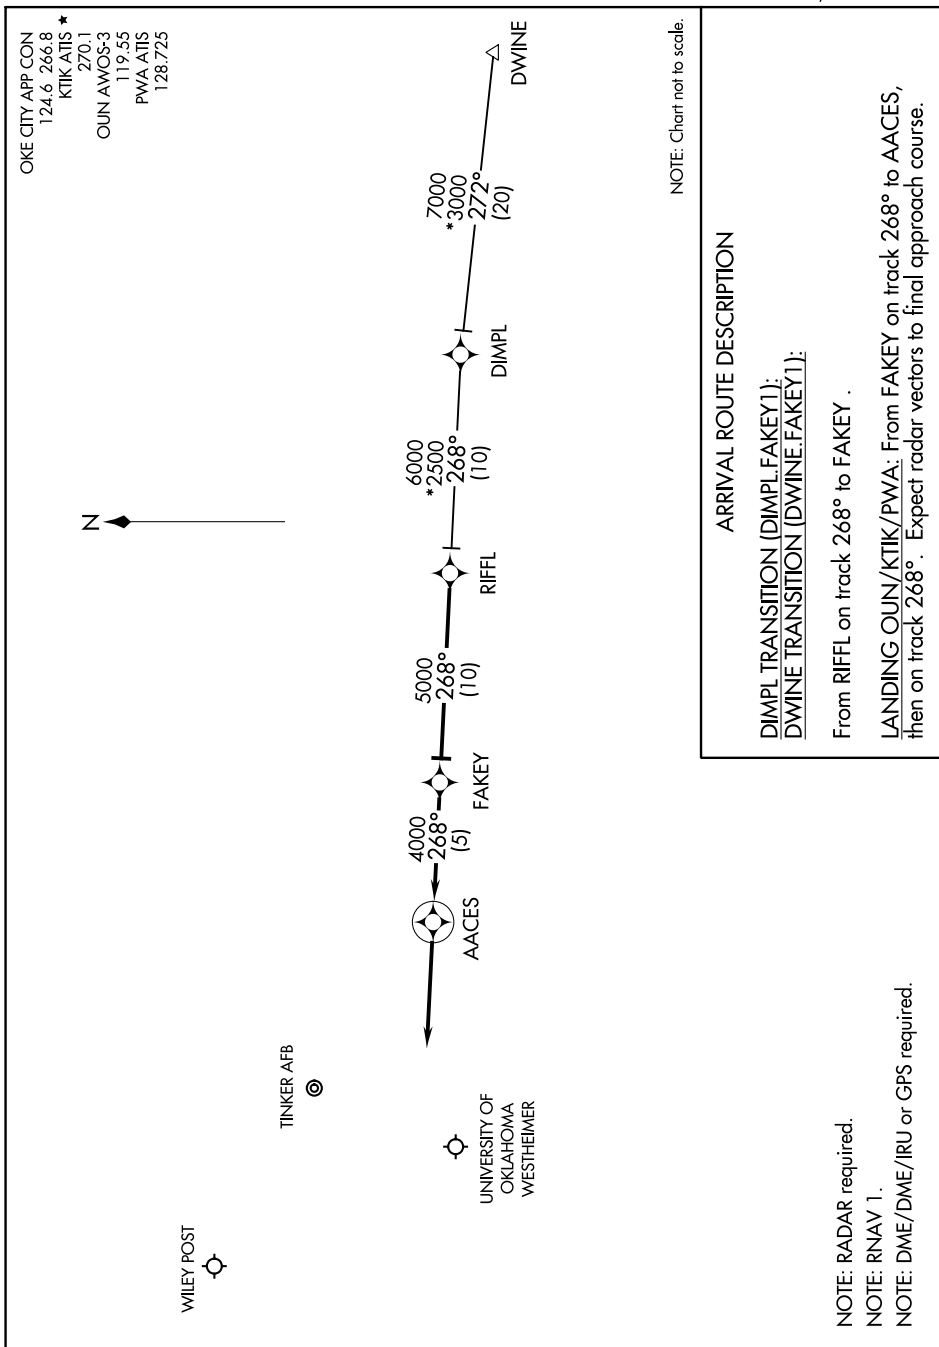 OKE CITY APP CON
124.6 266.8
KTIK ATIS ★
270.1
OUN AWOS-3
119.55
PWA ATIS
128.725
N
WILEY POST
TINKER AFB
UNIVERSITY OF
OKLAHOMA
WESTHEIMER
AACES
4000
268°
(5)
FAKEY
5000
268°
(10)
RIFFL
6000
*2500
268°
(10)
DIMPL
7000
*3000
272°
(20)
DWINE
NOTE: Chart not to scale.
NOTE: RADAR required.
NOTE: RNAV 1.
NOTE: DME/DME/IRU or GPS required.
ARRIVAL ROUTE DESCRIPTION
DIMPL TRANSITION (DIMPL.FAKEY1):
DWINE TRANSITION (DWINE.FAKEY1):
From RIFFL on track 268° to FAKEY .
LANDING OUN/KTIK/PWA: From FAKEY on track 268° to AACES,
then on track 268°. Expect radar vectors to final approach course.